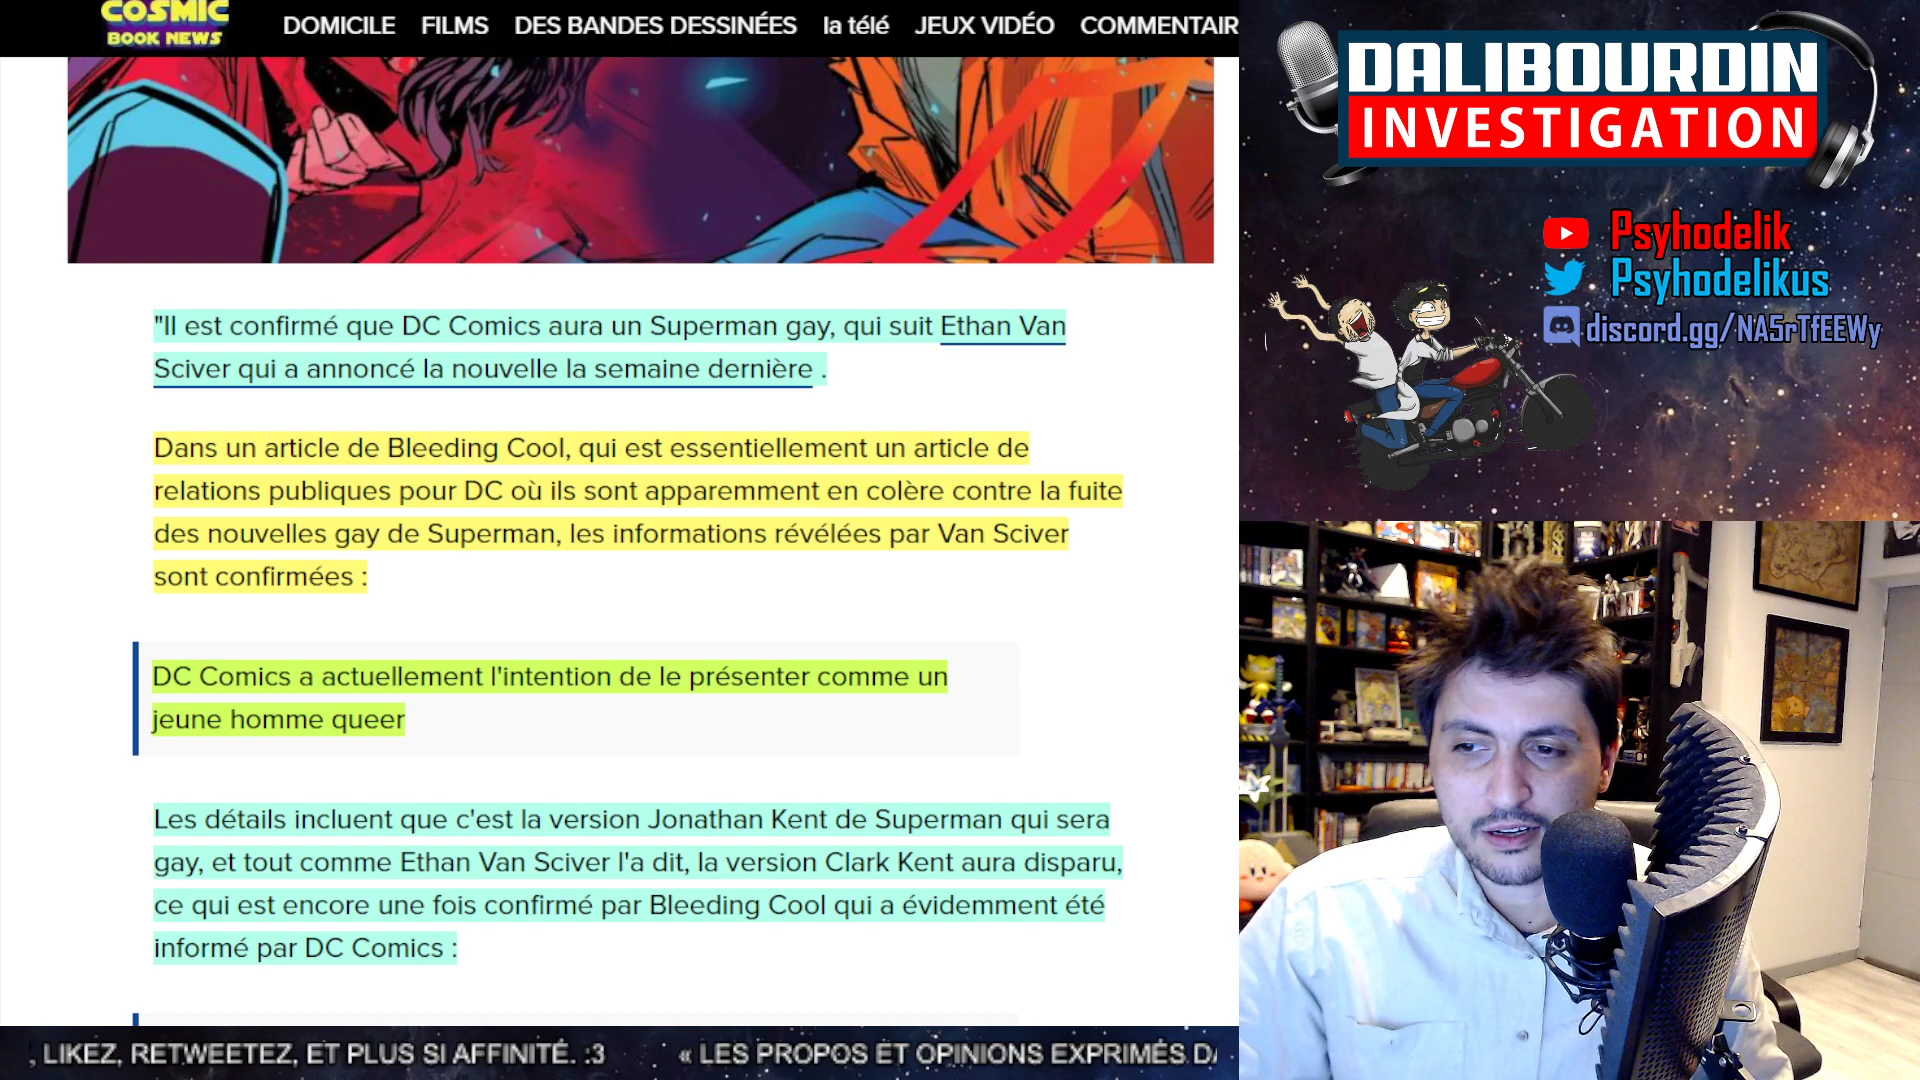 COSMIC
BOOK NEWS
DOMICILE FILMS DES BANDES DESSINÉES la télé JEUX VIDÉO COMMENTAIR
"Il est confirmé que DC Comics aura un Superman gay, qui suit Ethan Van
Sciver qui a annoncé la nouvelle la semaine dernière .
Dans un article de Bleeding Cool, qui est essentiellement un article de
relations publiques pour DC où ils sont apparemment en colère contre la fuite
des nouvelles gay de Superman, les informations révélées par Van Sciver
sont confirmées :
DC Comics a actuellement l'intention de le présenter comme un
jeune homme queer
Les détails incluent que c'est la version Jonathan Kent de Superman qui sera
gay, et tout comme Ethan Van Sciver l'a dit, la version Clark Kent aura disparu,
ce qui est encore une fois confirmé par Bleeding Cool qui a évidemment été
informé par DC Comics :
, LIKEZ, RETWEETEZ, ET PLUS SI AFFINITÉ. :3 « LES PROPOS ET OPINIONS EXPRIMÉS DA
DALIBOURDIN
INVESTIGATION
Psyhodelik
Psyhodelikus
discord.gg/NA5rTfEEWy